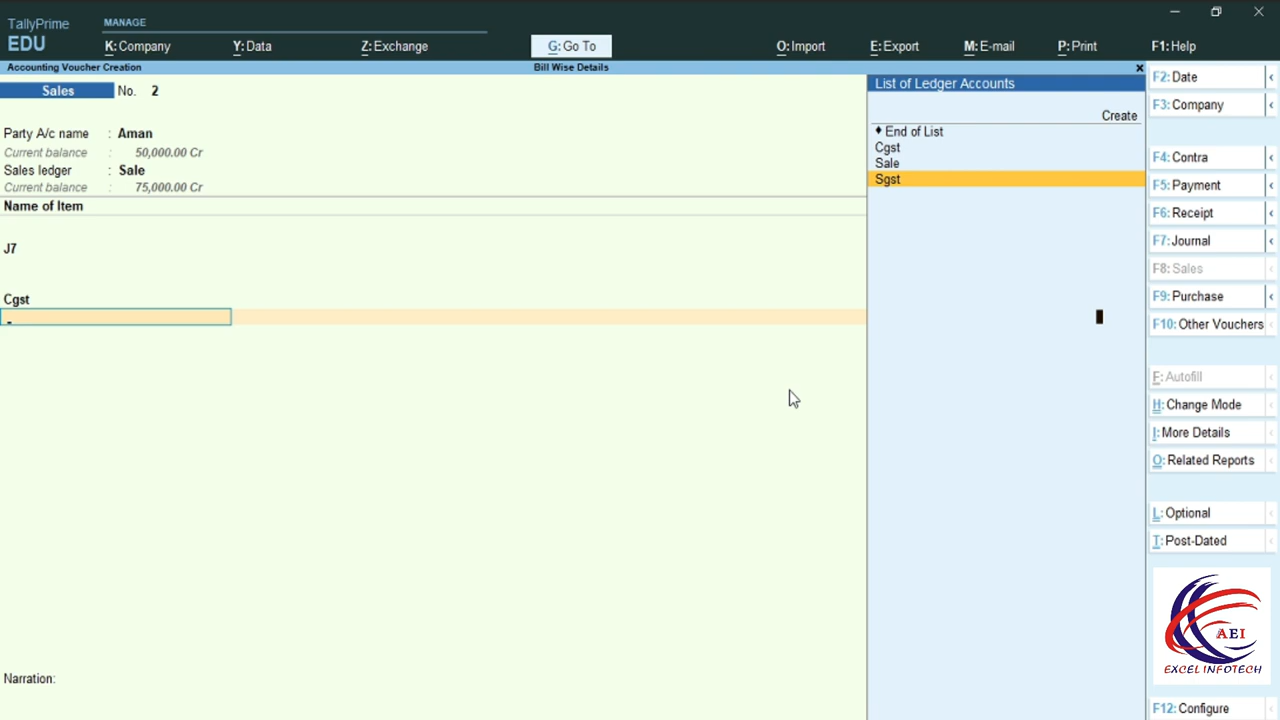 TallyPrime
EDU
MANAGE
K: Company
Y: Data
Z: Exchange
G: Go To
O: Import
E: Export
M: E-mail
P: Print
F1: Help
Accounting Voucher Creation
Bill Wise Details
Sales No. 2
Party A/c name : Aman
Current balance : 50,000.00 Cr
Sales ledger : Sale
Current balance : 75,000.00 Cr
Name of Item
J7
Cgst
Narration:
List of Ledger Accounts
Create
♦ End of List
Cgst
Sale
Sgst
F2: Date
F3: Company
F4: Contra
F5: Payment
F6: Receipt
F7: Journal
F8: Sales
F9: Purchase
F10: Other Vouchers
F: Autofill
H: Change Mode
I: More Details
O: Related Reports
L: Optional
T: Post-Dated
AEI
EXCEL INFOTECH
F12: Configure